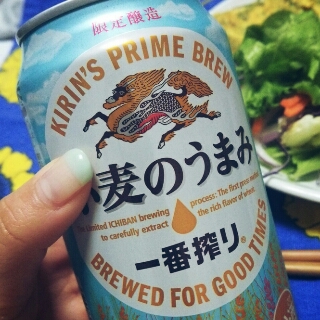 限定醸造
KIRIN'S PRIME BREW
麦のうまみ
Limited ICHIBAN brewing process: The first press
to carefully extract the rich flavor of
一番搾り®
BREWED FOR GOOD TIMES